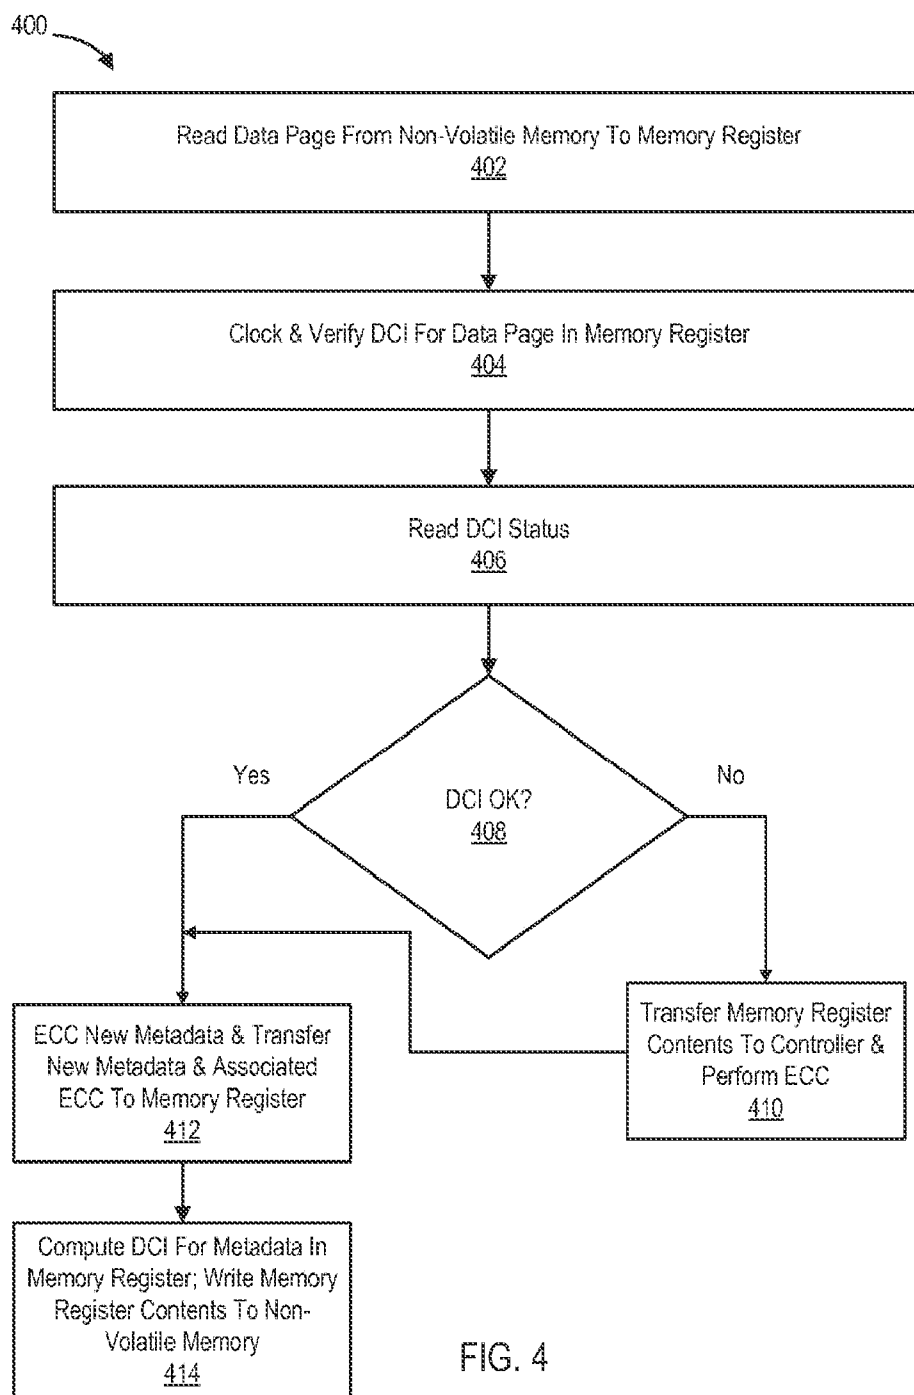 400
Read Data Page From Non-Volatile Memory To Memory Register
402
Clock & Verify DCI For Data Page In Memory Register
404
Read DCI Status
406
Yes
No
DCI OK?
408
Transfer Memory Register
Contents To Controller &
Perform ECC
410
ECC New Metadata & Transfer
New Metadata & Associated
ECC To Memory Register
412
Compute DCI For Metadata In
Memory Register; Write Memory
Register Contents To Non-
Volatile Memory
414
FIG. 4